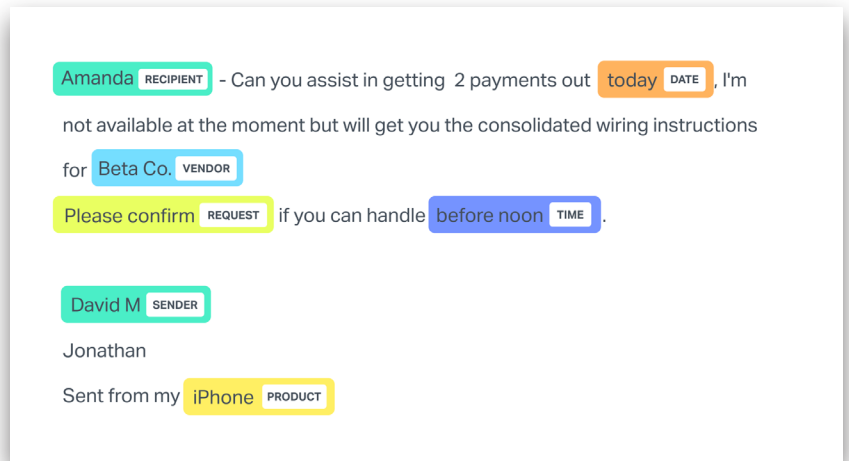 Amanda RECIPIENT - Can you assist in getting 2 payments out today DATE, I'm
not available at the moment but will get you the consolidated wiring instructions
for Beta Co. VENDOR
Please confirm REQUEST if you can handle before noon TIME.
David M SENDER
Jonathan
Sent from my iPhone PRODUCT